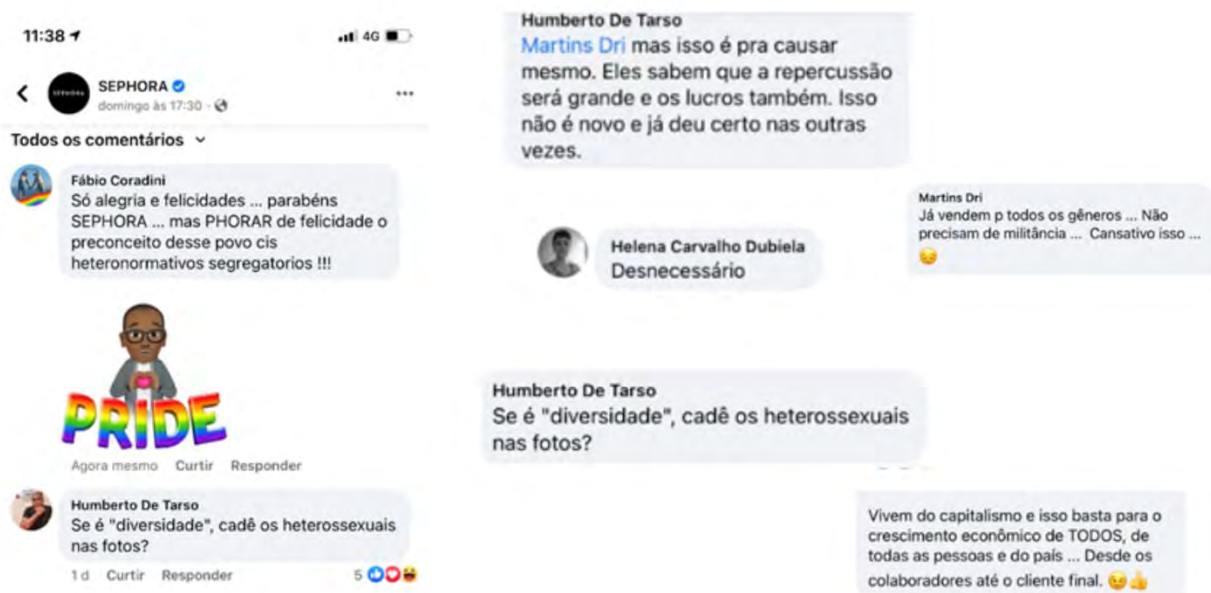 11:38
4G
SEPHORA
domingo às 17:30 ·
Todos os comentários
Fábio Coradini
Só alegria e felicidades ... parabéns
SEPHORA ... mas PHORAR de felicidade o
preconceito desse povo cis
heteronormativos segregatorios !!!
PRIDE
Agora mesmo Curtir Responder
Humberto De Tarso
Se é "diversidade", cadê os heterossexuais
nas fotos?
1 d Curtir Responder 5
Humberto De Tarso
Martins Dri mas isso é pra causar
mesmo. Eles sabem que a repercussão
será grande e os lucros também. Isso
não é novo e já deu certo nas outras
vezes.
Martins Dri
Já vendem p todos os gêneros ... Não
precisam de militância ... Cansativo isso ...
Helena Carvalho Dubiela
Desnecessário
Humberto De Tarso
Se é "diversidade", cadê os heterossexuais
nas fotos?
Vivem do capitalismo e isso basta para o
crescimento econômico de TODOS, de
todas as pessoas e do país ... Desde os
colaboradores até o cliente final.